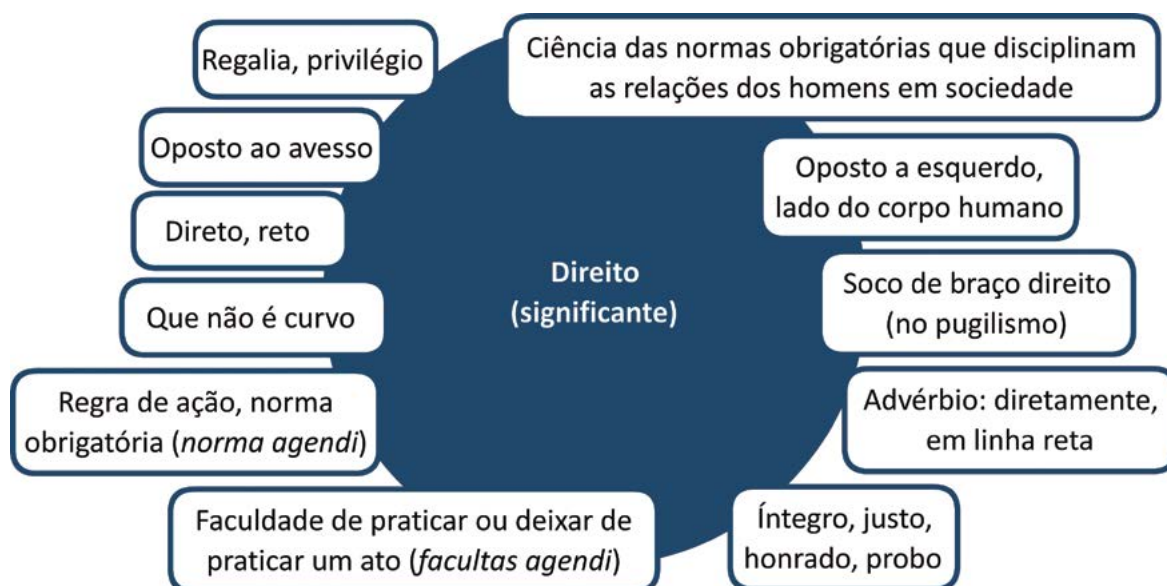 Regalia, privilégio
Ciência das normas obrigatórias que disciplinam
as relações dos homens em sociedade
Oposto ao avesso
Oposto a esquerdo,
lado do corpo humano
Direto, reto
Direito
(significante)
Soco de braço direito
(no pugilismo)
Que não é curvo
Regra de ação, norma
obrigatória (norma agendi)
Advérbio: diretamente,
em linha reta
Faculdade de praticar ou deixar de
praticar um ato (facultas agendi)
Íntegro, justo,
honrado, probo